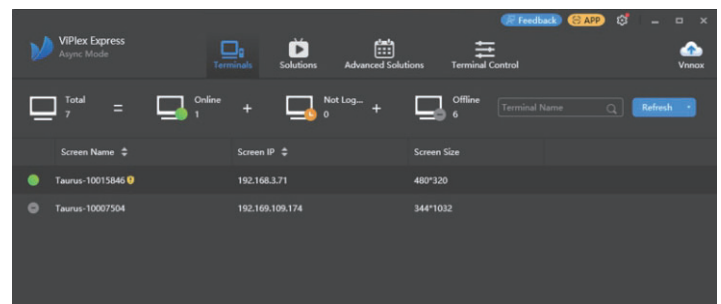 Feedback APP
ViPlex Express
Async Mode
Terminals Solutions Advanced Solutions Terminal Control Vnnox
Total = Online + Not Log... + Offline
7 1 0 6
Terminal Name Refresh
Screen Name Screen IP Screen Size
Taurus-10015846 192.168.3.71 480*320
Taurus-10007504 192.169.109.174 344*1032